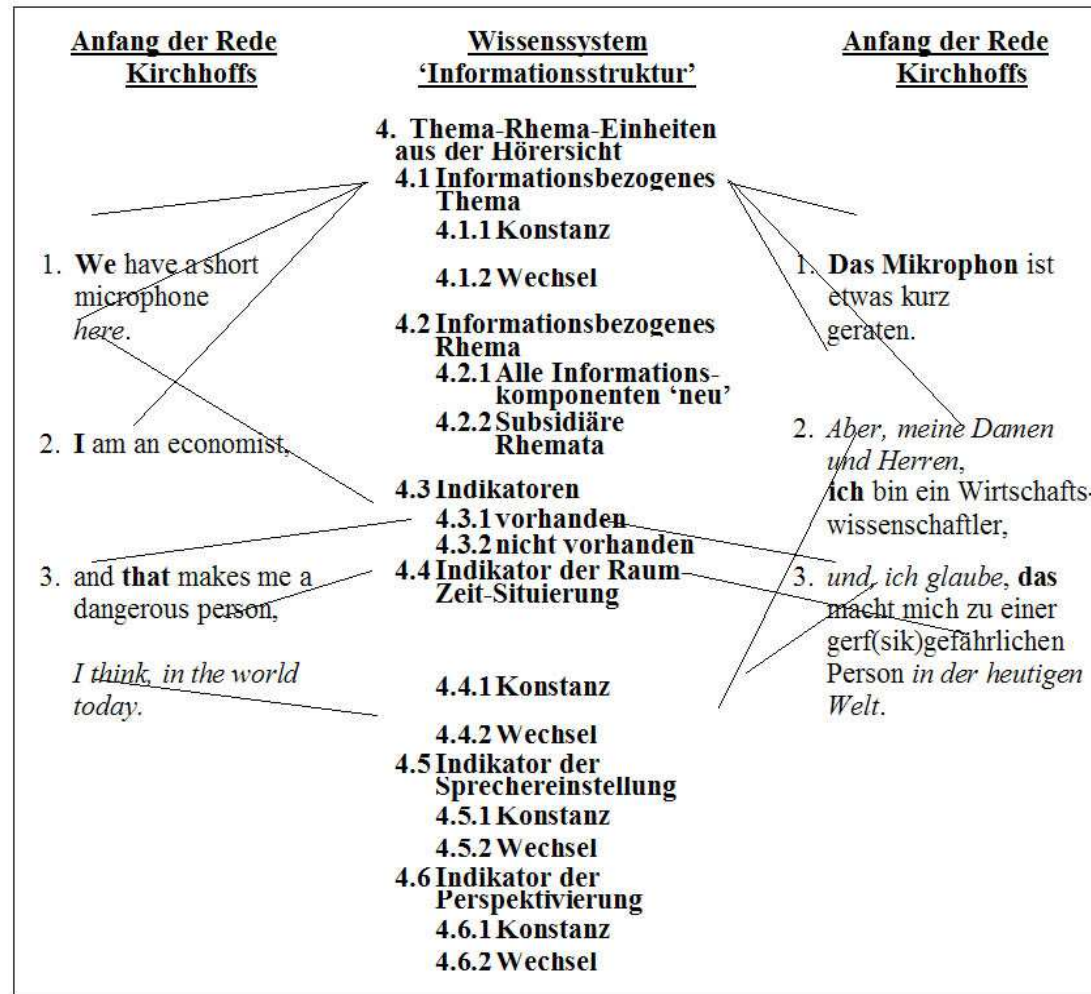 Anfang der Rede
Kirchhoffs
1. We have a short
microphone
here.
2. I am an economist,
3. and that makes me a
dangerous person,
I think, in the world
today.
Wissenssystem
‘Informationsstruktur’
4. Thema-Rhema-Einheiten
aus der Hörersicht
4.1 Informationsbezogenes
Thema
4.1.1 Konstanz
4.1.2 Wechsel
4.2 Informationsbezogenes
Rhema
4.2.1 Alle Informations-
komponenten ‘neu’
4.2.2 Subsidiäre
Rhemata
4.3 Indikatoren
4.3.1 vorhanden
4.3.2 nicht vorhanden
4.4 Indikator der Raum-
Zeit-Situierung
4.4.1 Konstanz
4.4.2 Wechsel
4.5 Indikator der
Sprechereinstellung
4.5.1 Konstanz
4.5.2 Wechsel
4.6 Indikator der
Perspektivierung
4.6.1 Konstanz
4.6.2 Wechsel
Anfang der Rede
Kirchhoffs
1. Das Mikrophon ist
etwas kurz
geraten.
2. Aber, meine Damen
und Herren,
ich bin ein Wirtschafts-
wissenschaftler,
3. und, ich glaube, das
macht mich zu einer
gerf(sik)gefährlichen
Person in der heutigen
Welt.